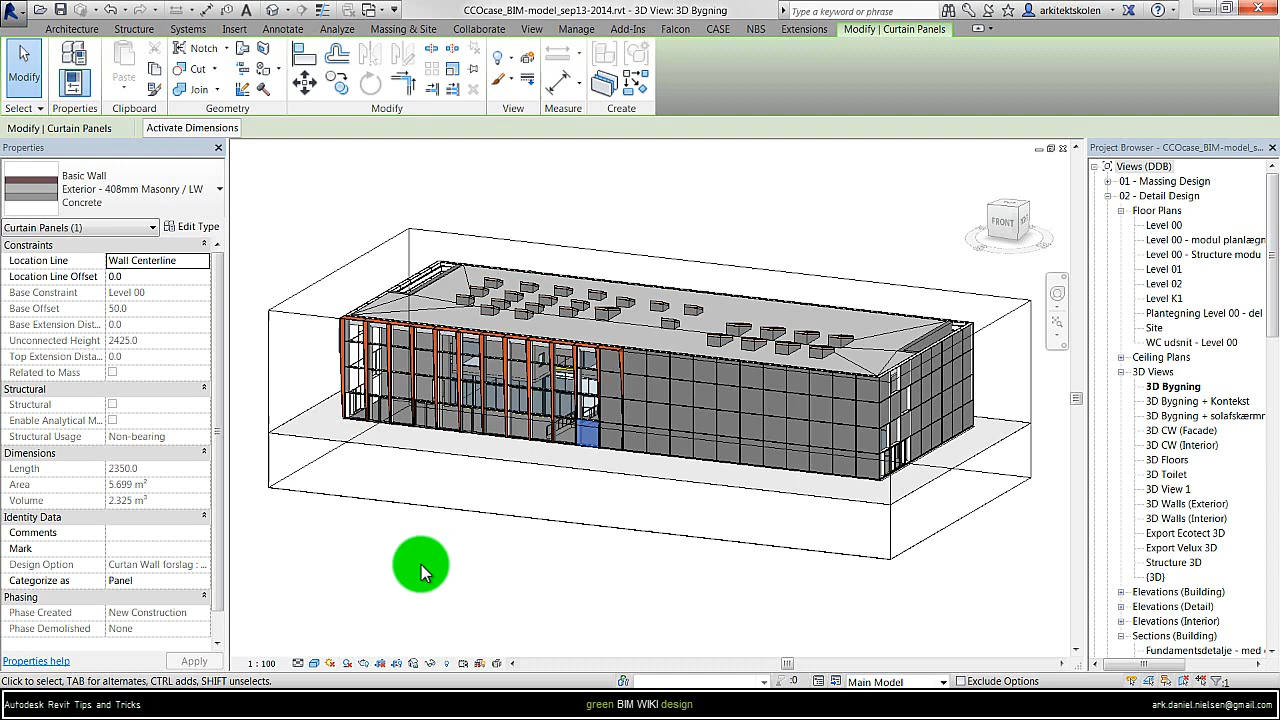 CCOcase_BIM-model_sep13-2014.rvt - 3D View: 3D Bygning
Type a keyword or phrase
arkitektskolen
Architecture
Structure
Systems
Insert
Annotate
Analyze
Massing & Site
Collaborate
View
Manage
Add-Ins
Falcon
CASE
NBS
Extensions
Modify | Curtain Panels
Modify
Paste
Notch
Cut
Join
Select
Properties
Clipboard
Geometry
Modify
View
Measure
Create
Modify | Curtain Panels
Activate Dimensions
Properties
Basic Wall
Exterior - 408mm Masonry / LW
Concrete
Curtain Panels (1)
Edit Type
Constraints
Location Line Wall Centerline
Location Line Offset 0.0
Base Constraint Level 00
Base Offset 50.0
Base Extension Dist... 0.0
Unconnected Height 2425.0
Top Extension Dista... 0.0
Related to Mass
Structural
Structural
Enable Analytical M...
Structural Usage Non-bearing
Dimensions
Length 2350.0
Area 5.699 m²
Volume 2.325 m³
Identity Data
Comments
Mark
Design Option Curtan Wall forslag : ...
Categorize as Panel
Phasing
Phase Created New Construction
Phase Demolished None
Properties help
Apply
FRONT
1 : 100
Project Browser - CCOcase_BIM-model_s...
Views (DDB)
01 - Massing Design
02 - Detail Design
Floor Plans
Level 00
Level 00 - modul planlægn
Level 00 - Structure modu
Level 01
Level 02
Level K1
Plantegning Level 00 - del
Site
WC udsnit - Level 00
Ceiling Plans
3D Views
3D Bygning
3D Bygning + Kontekst
3D Bygning + solafskærmr
3D CW (Facade)
3D CW (Interior)
3D Floors
3D Toilet
3D View 1
3D Walls (Exterior)
3D Walls (Interior)
Export Ecotect 3D
Export Velux 3D
Structure 3D
{3D}
Elevations (Building)
Elevations (Detail)
Elevations (Interior)
Sections (Building)
Fundamentsdetalje - med
Click to select, TAB for alternates, CTRL adds, SHIFT unselects.
:0
Main Model
Exclude Options
:1
Autodesk Revit Tips and Tricks
green BIM WIKI design
ark.daniel.nielsen@gmail.com